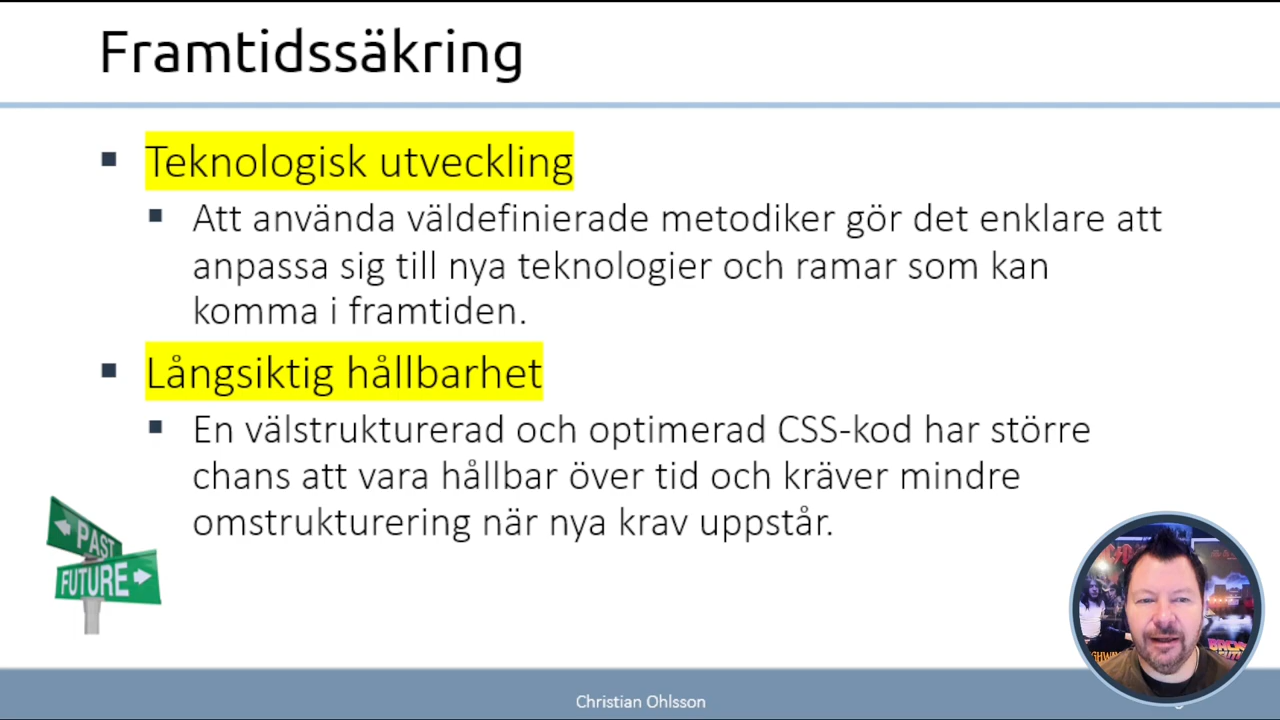 Framtidssäkring
Teknologisk utveckling
Att använda väldefinierade metodiker gör det enklare att
anpassa sig till nya teknologier och ramar som kan
komma i framtiden.
Långsiktig hållbarhet
En välstrukturerad och optimerad CSS-kod har större
chans att vara hållbar över tid och kräver mindre
omstrukturering när nya krav uppstår.
PAST
FUTURE
Christian Ohlsson